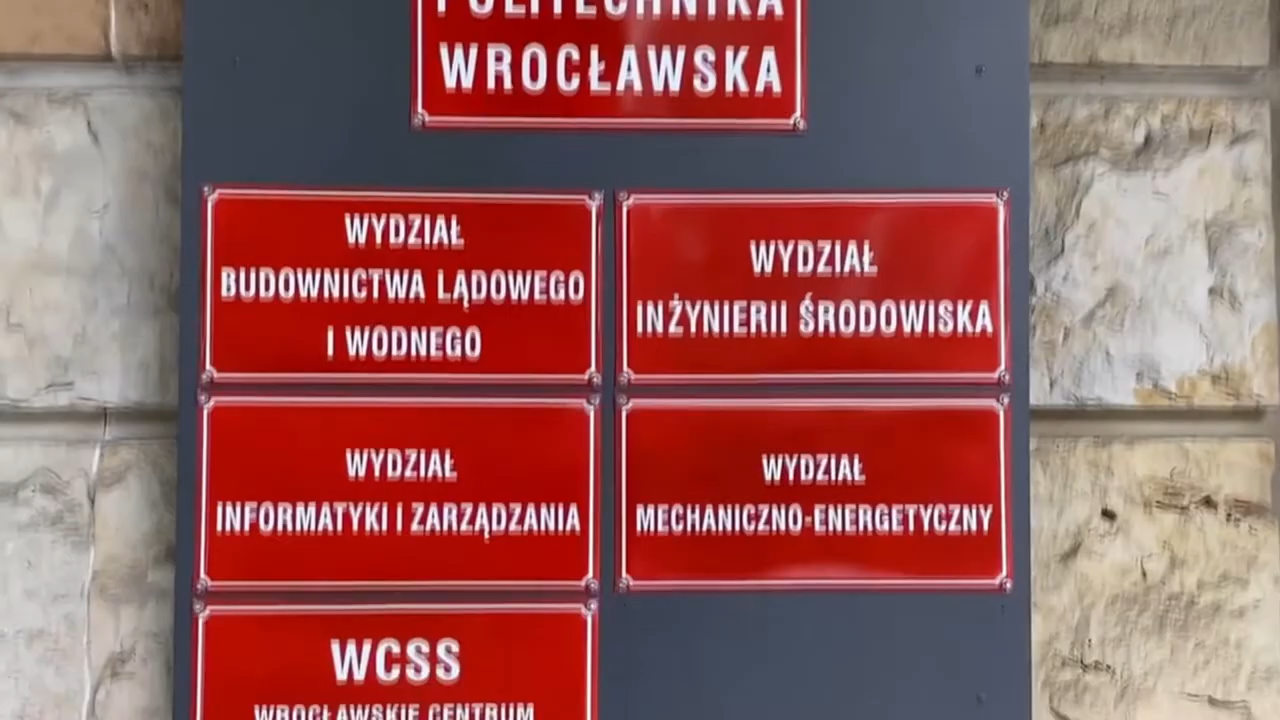 POLITECHNIKA
WROCŁAWSKA
WYDZIAŁ
BUDOWNICTWA LĄDOWEGO
I WODNEGO
WYDZIAŁ
INŻYNIERII ŚRODOWISKA
WYDZIAŁ
INFORMATYKI I ZARZĄDZANIA
WYDZIAŁ
MECHANICZNO-ENERGETYCZNY
WCSS
WROCŁAWSKIE CENTRUM